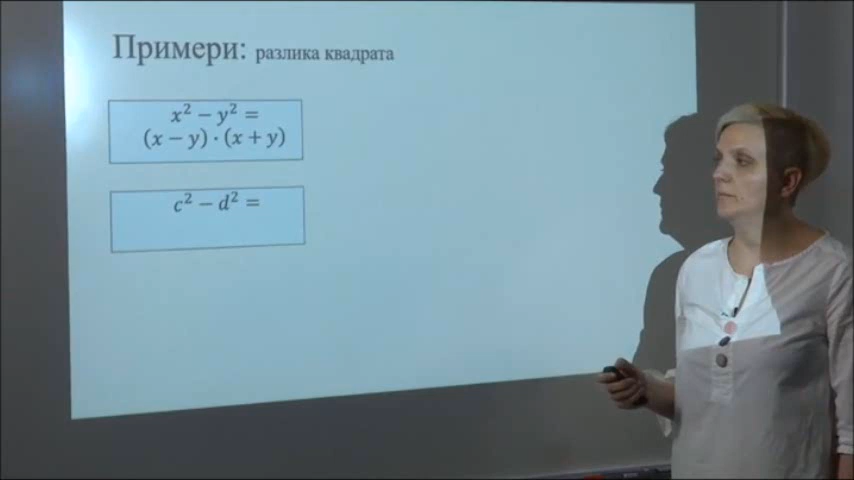 Примери: разлика квадрата
x² − y² =
(x − y) · (x + y)
c² − d² =